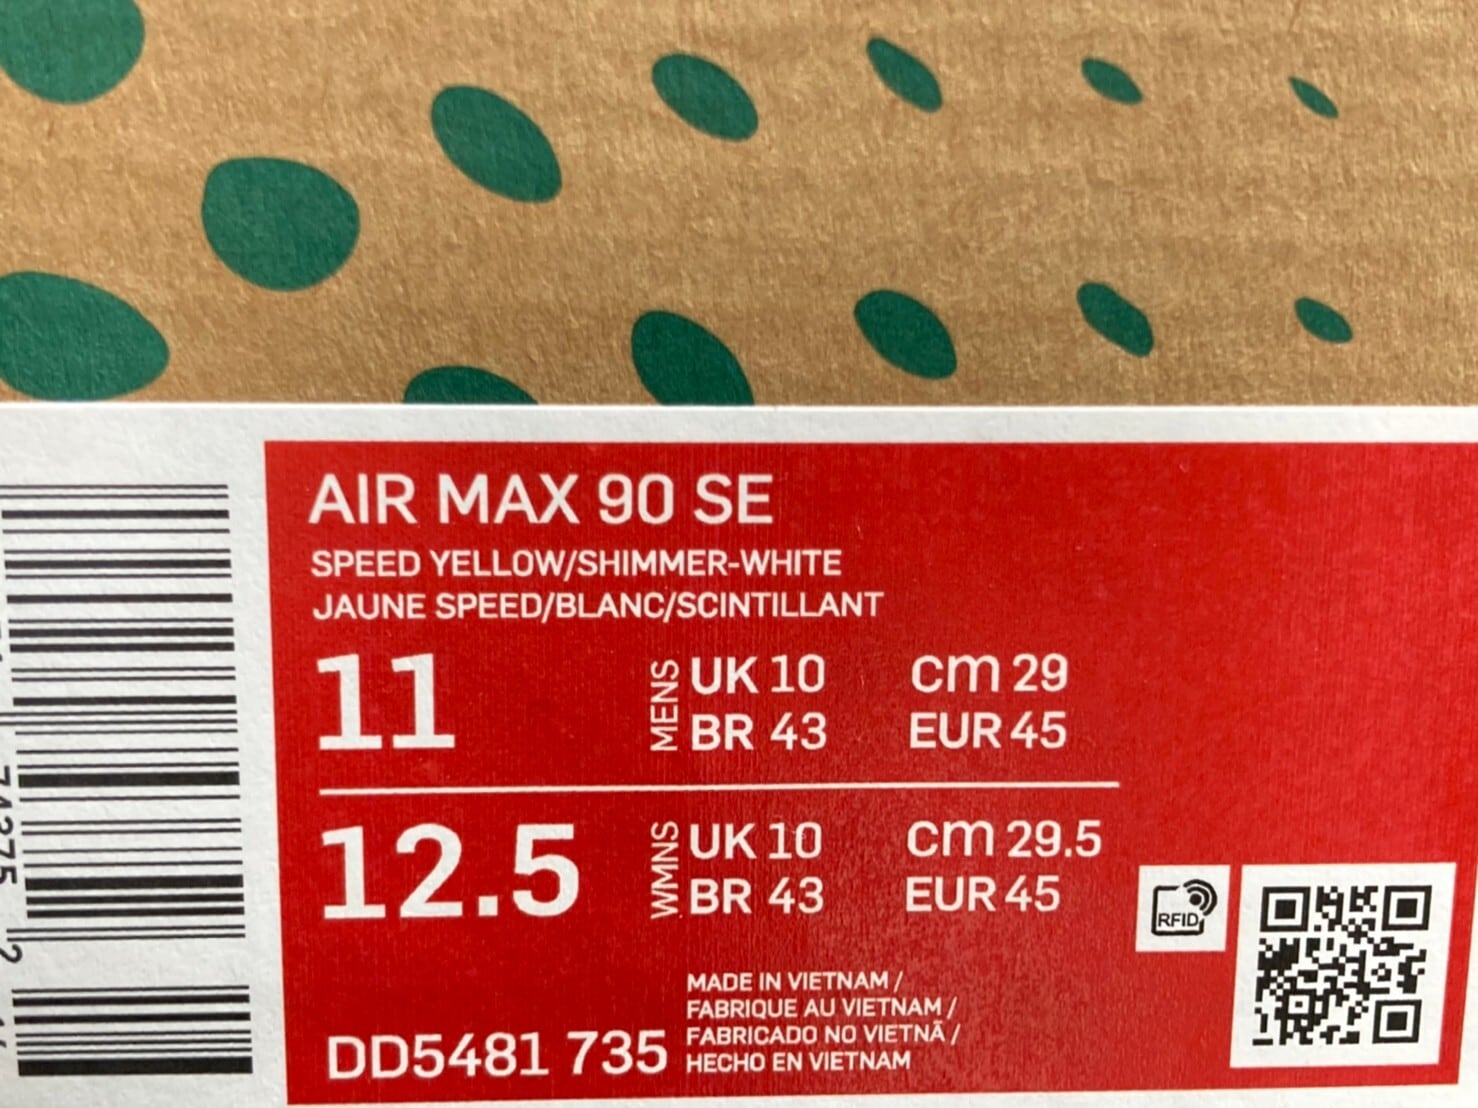 AIR MAX 90 SE
SPEED YELLOW/SHIMMER-WHITE
JAUNE SPEED/BLANC/SCINTILLANT
11
MENS
UK 10 cm 29
BR 43 EUR 45
12.5
WMNS
UK 10 cm 29.5
BR 43 EUR 45
RFID
MADE IN VIETNAM /
FABRIQUE AU VIETNAM /
FABRICADO NO VIETNÃ /
HECHO EN VIETNAM
DD5481 735